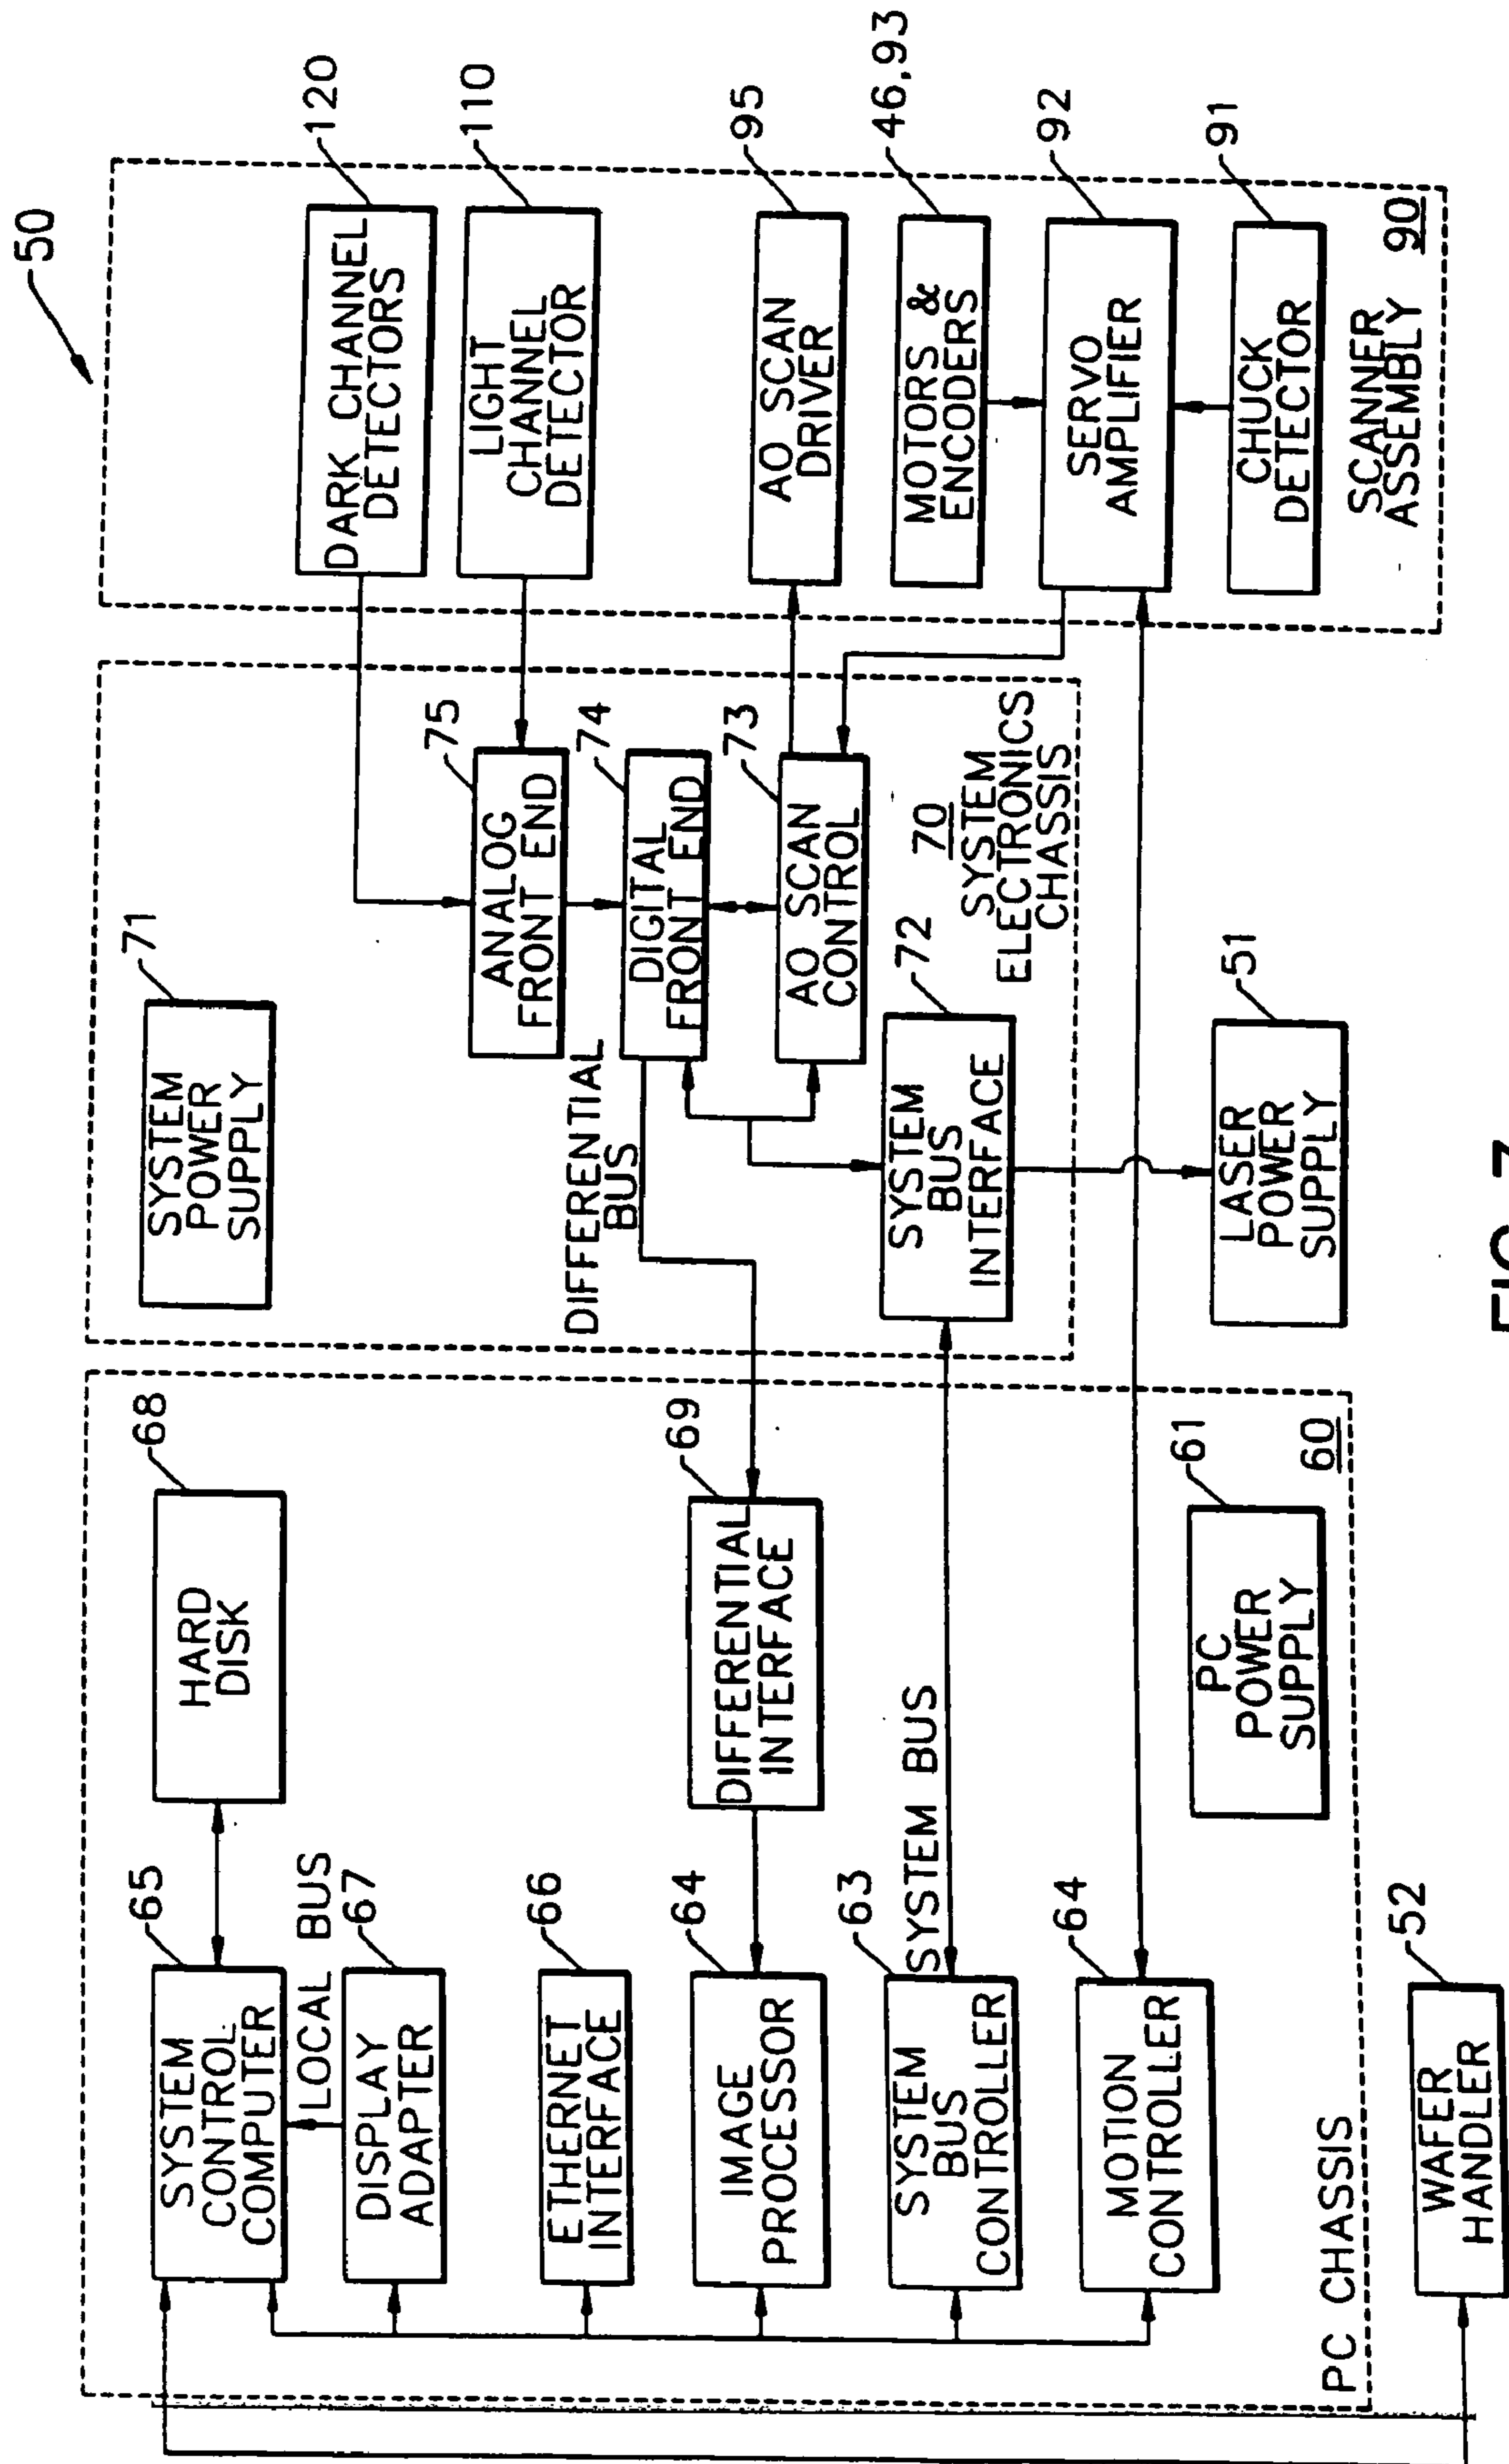 50
PC CHASSIS
60
SYSTEM
CONTROL
COMPUTER
65
HARD
DISK
68
LOCAL BUS
DISPLAY
ADAPTER
67
ETHERNET
INTERFACE
66
IMAGE
PROCESSOR
64
DIFFERENTIAL
INTERFACE
69
SYSTEM
BUS
CONTROLLER
63
SYSTEM BUS
MOTION
CONTROLLER
64
PC
POWER
SUPPLY
61
WAFER
HANDLER
52
SYSTEM
POWER
SUPPLY
71
ANALOG
FRONT END
75
DIFFERENTIAL
BUS
DIGITAL
FRONT END
74
AO SCAN
CONTROL
73
SYSTEM
BUS
INTERFACE
72
70
SYSTEM
ELECTRONICS
CHASSIS
LASER
POWER
SUPPLY
51
DARK CHANNEL
DETECTORS
120
LIGHT
CHANNEL
DETECTOR
110
AO SCAN
DRIVER
95
MOTORS &
ENCODERS
46,93
SERVO
AMPLIFIER
92
CHUCK
DETECTOR
91
SCANNER
ASSEMBLY
90